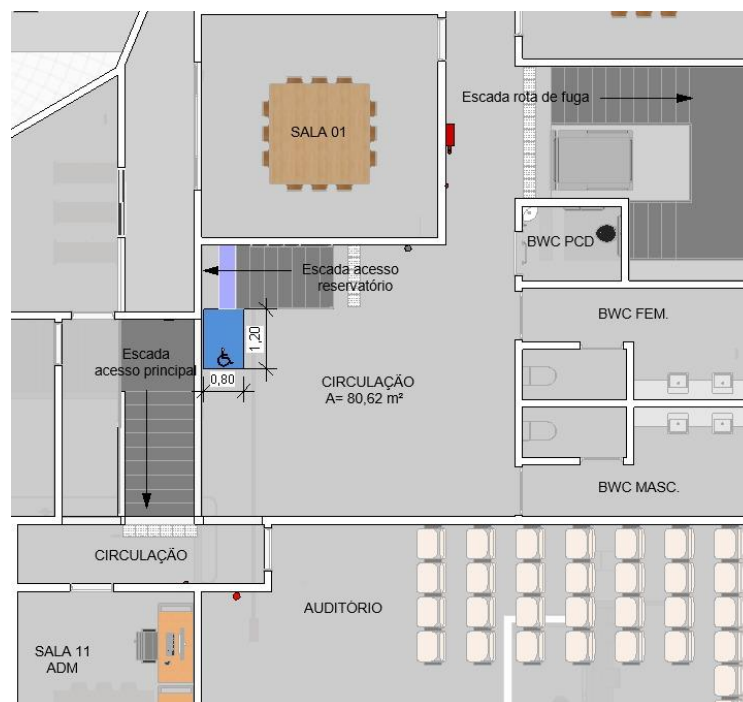 Escada rota de fuga
SALA 01
BWC PCD
Escada acesso
reservatório
BWC FEM.
1,20
Escada
acesso principal
0,80
CIRCULAÇÃO
A= 80,62 m²
BWC MASC.
CIRCULAÇÃO
AUDITÓRIO
SALA 11
ADM